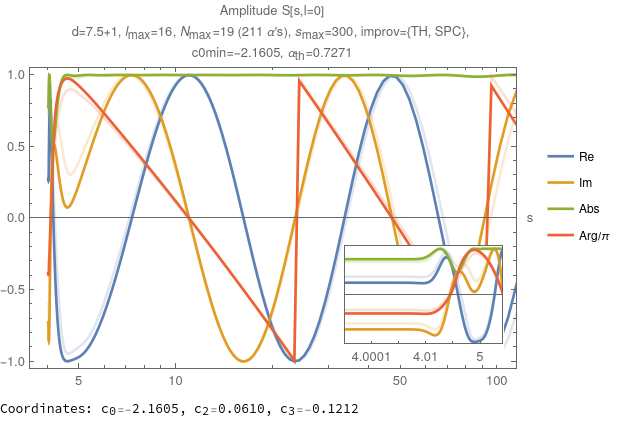 Amplitude S[s,l=0]
d=7.5+1, lmax=16, Nmax=19 (211 α's), smax=300, improv={TH, SPC},
c0min=-2.1605, αth=0.7271
1.0
0.5
0.0
-0.5
-1.0
5
10
50
100
s
4.0001
4.01
5
Re
Im
Abs
Arg/π
Coordinates: c0=-2.1605, c2=0.0610, c3=-0.1212